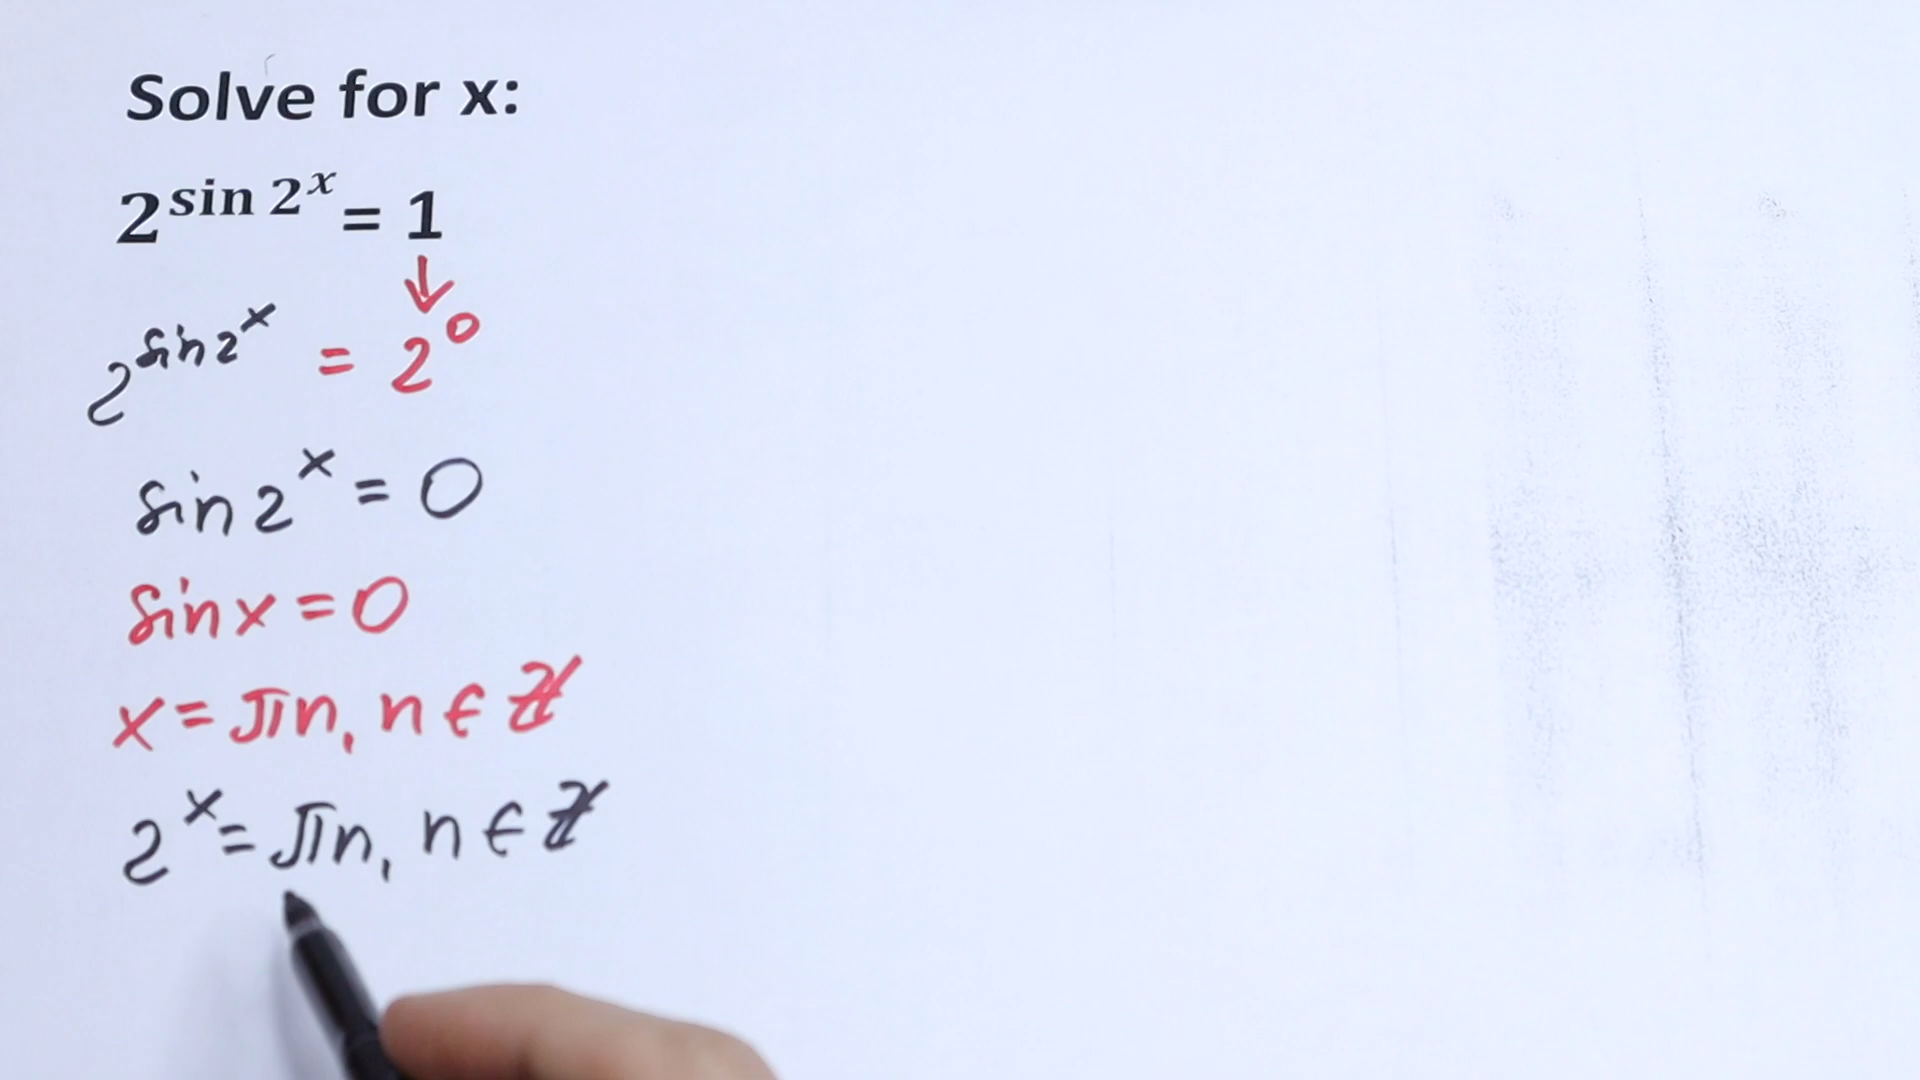 Solve for x:
2^{sin 2^x} = 1
↓
2^{sin 2^x} = 2^0
sin 2^x = 0
sin x = 0
x = πn, n ∈ ℤ
2^x = πn, n ∈ ℤ